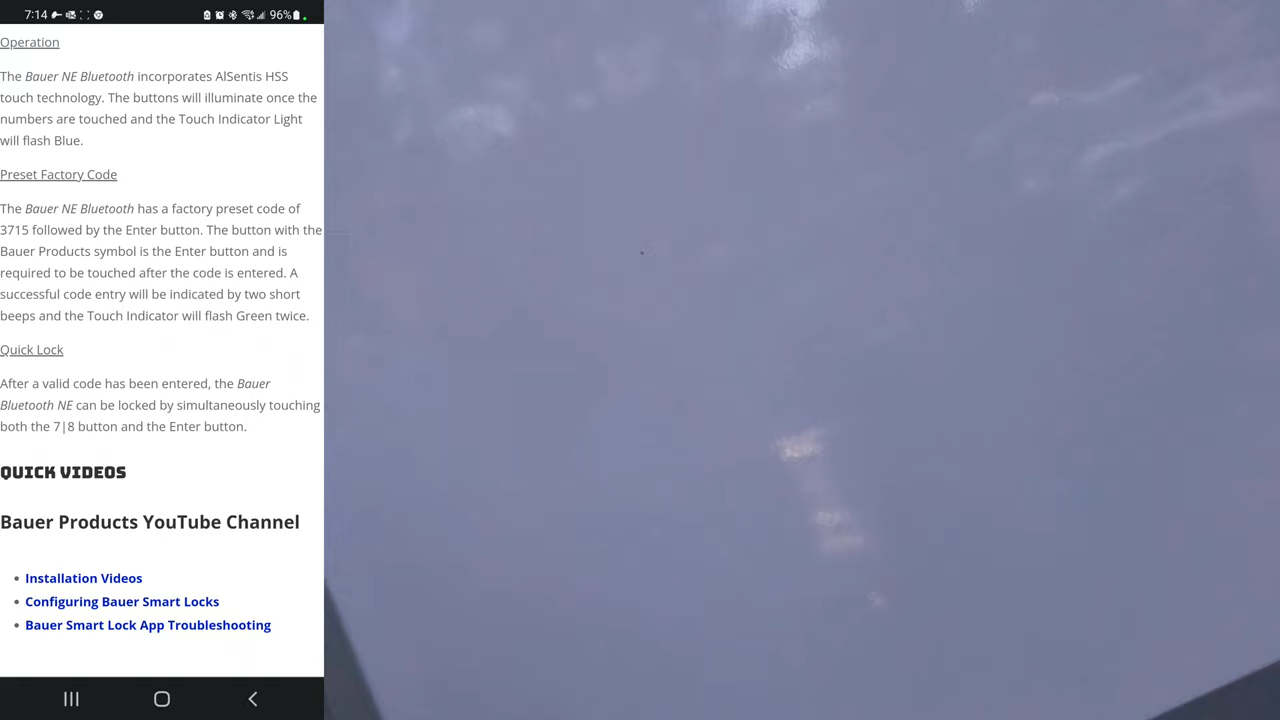 7:14
96%
Operation
The Bauer NE Bluetooth incorporates AlSentis HSS
touch technology. The buttons will illuminate once the
numbers are touched and the Touch Indicator Light
will flash Blue.
Preset Factory Code
The Bauer NE Bluetooth has a factory preset code of
3715 followed by the Enter button. The button with the
Bauer Products symbol is the Enter button and is
required to be touched after the code is entered. A
successful code entry will be indicated by two short
beeps and the Touch Indicator will flash Green twice.
Quick Lock
After a valid code has been entered, the Bauer
Bluetooth NE can be locked by simultaneously touching
both the 7|8 button and the Enter button.
QUICK VIDEOS
Bauer Products YouTube Channel
• Installation Videos
• Configuring Bauer Smart Locks
• Bauer Smart Lock App Troubleshooting